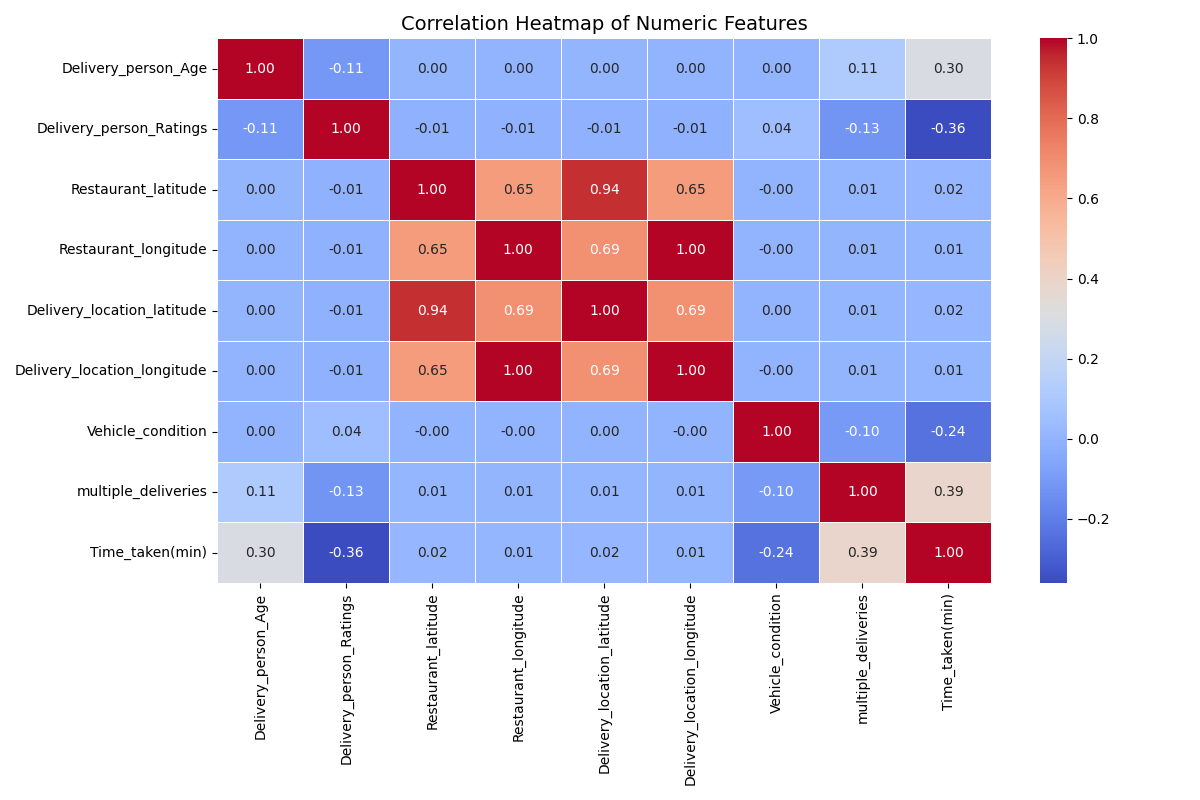 Correlation Heatmap of Numeric Features
Delivery_person_Age 1.00 -0.11 0.00 0.00 0.00 0.00 0.00 0.11 0.30
Delivery_person_Ratings -0.11 1.00 -0.01 -0.01 -0.01 -0.01 0.04 -0.13 -0.36
Restaurant_latitude 0.00 -0.01 1.00 0.65 0.94 0.65 -0.00 0.01 0.02
Restaurant_longitude 0.00 -0.01 0.65 1.00 0.69 1.00 -0.00 0.01 0.01
Delivery_location_latitude 0.00 -0.01 0.94 0.69 1.00 0.69 0.00 0.01 0.02
Delivery_location_longitude 0.00 -0.01 0.65 1.00 0.69 1.00 -0.00 0.01 0.01
Vehicle_condition 0.00 0.04 -0.00 -0.00 0.00 -0.00 1.00 -0.10 -0.24
multiple_deliveries 0.11 -0.13 0.01 0.01 0.01 0.01 -0.10 1.00 0.39
Time_taken(min) 0.30 -0.36 0.02 0.01 0.02 0.01 -0.24 0.39 1.00
Delivery_person_Age
Delivery_person_Ratings
Restaurant_latitude
Restaurant_longitude
Delivery_location_latitude
Delivery_location_longitude
Vehicle_condition
multiple_deliveries
Time_taken(min)
1.0
0.8
0.6
0.4
0.2
0.0
−0.2